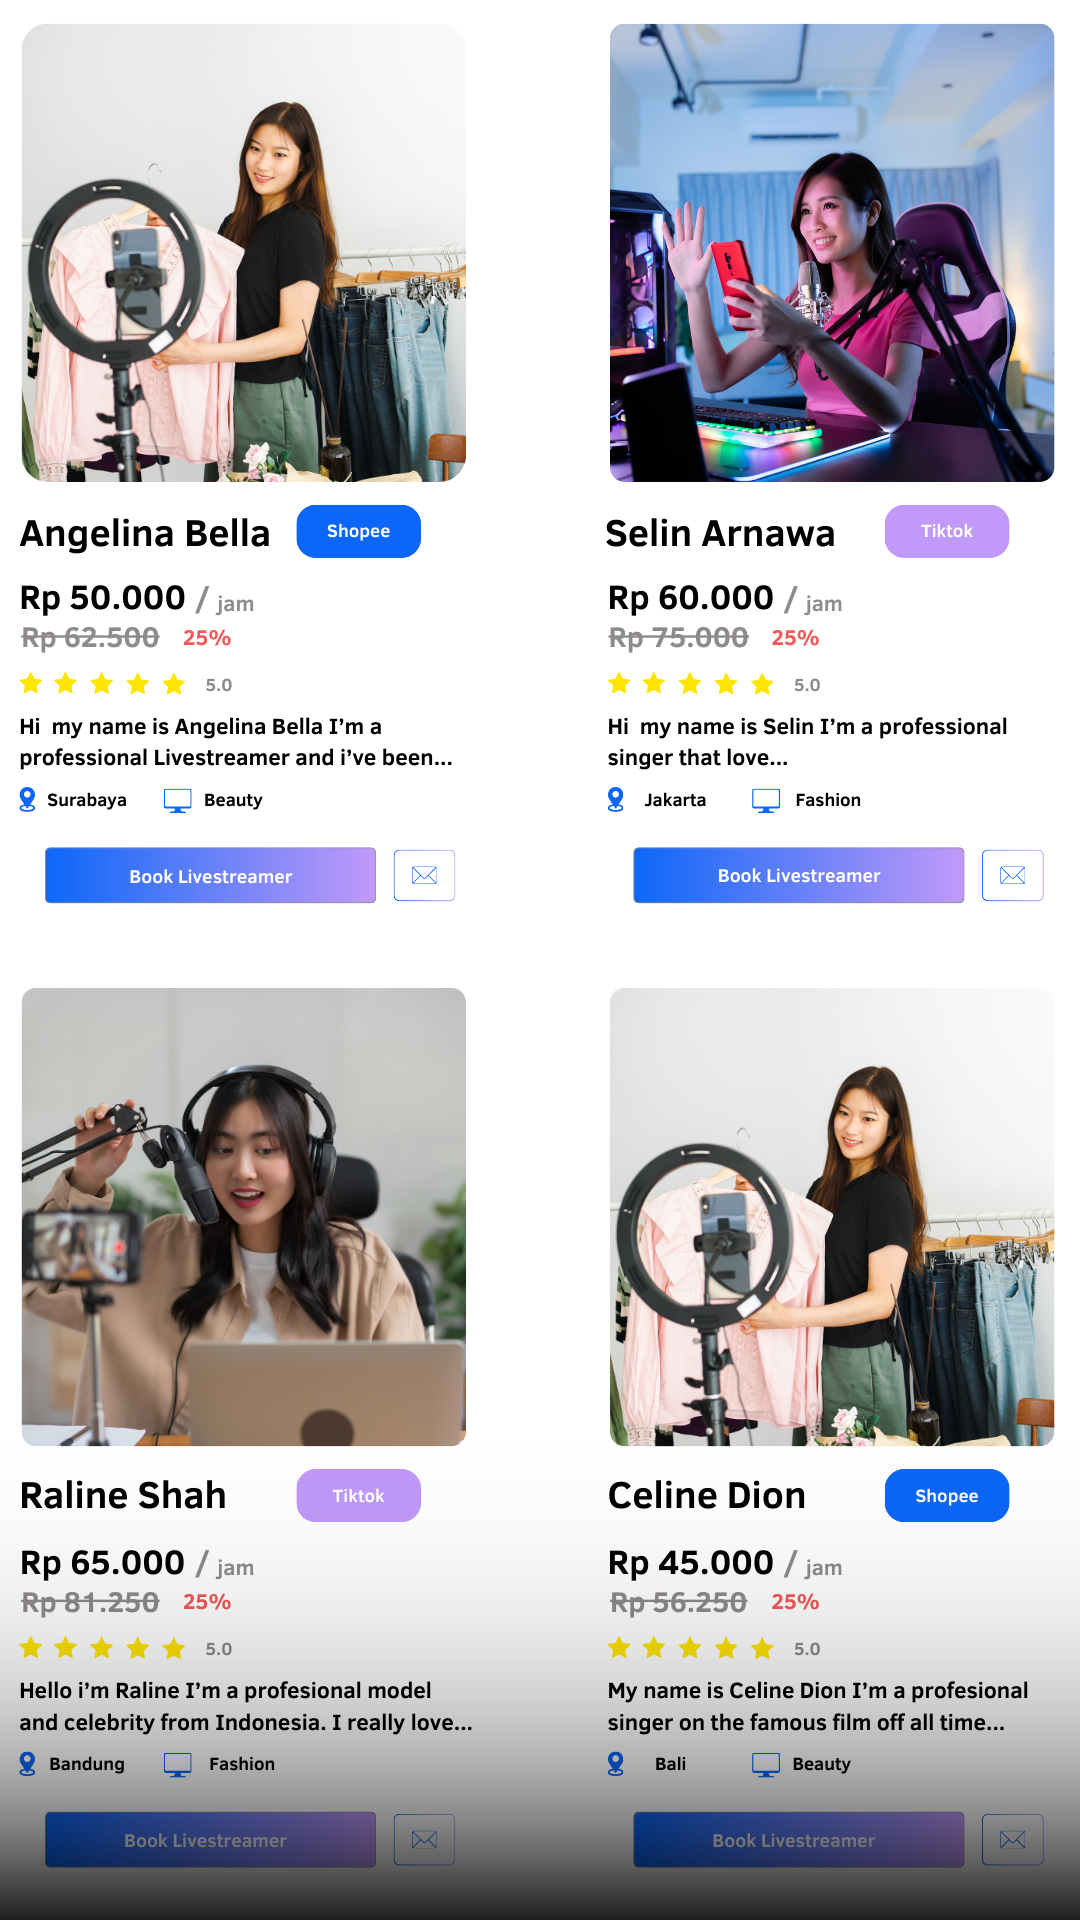 Angelina Bella
Shopee
Rp 50.000 / jam
Rp 62.500 25%
5.0
Hi my name is Angelina Bella I’m a
professional Livestreamer and i’ve been...
Surabaya Beauty
Book Livestreamer
Selin Arnawa
Tiktok
Rp 60.000 / jam
Rp 75.000 25%
5.0
Hi my name is Selin I’m a professional
singer that love...
Jakarta Fashion
Book Livestreamer
Raline Shah
Tiktok
Rp 65.000 / jam
Rp 81.250 25%
5.0
Hello i’m Raline I’m a profesional model
and celebrity from Indonesia. I really love...
Bandung Fashion
Book Livestreamer
Celine Dion
Shopee
Rp 45.000 / jam
Rp 56.250 25%
5.0
My name is Celine Dion I’m a profesional
singer on the famous film off all time...
Bali Beauty
Book Livestreamer